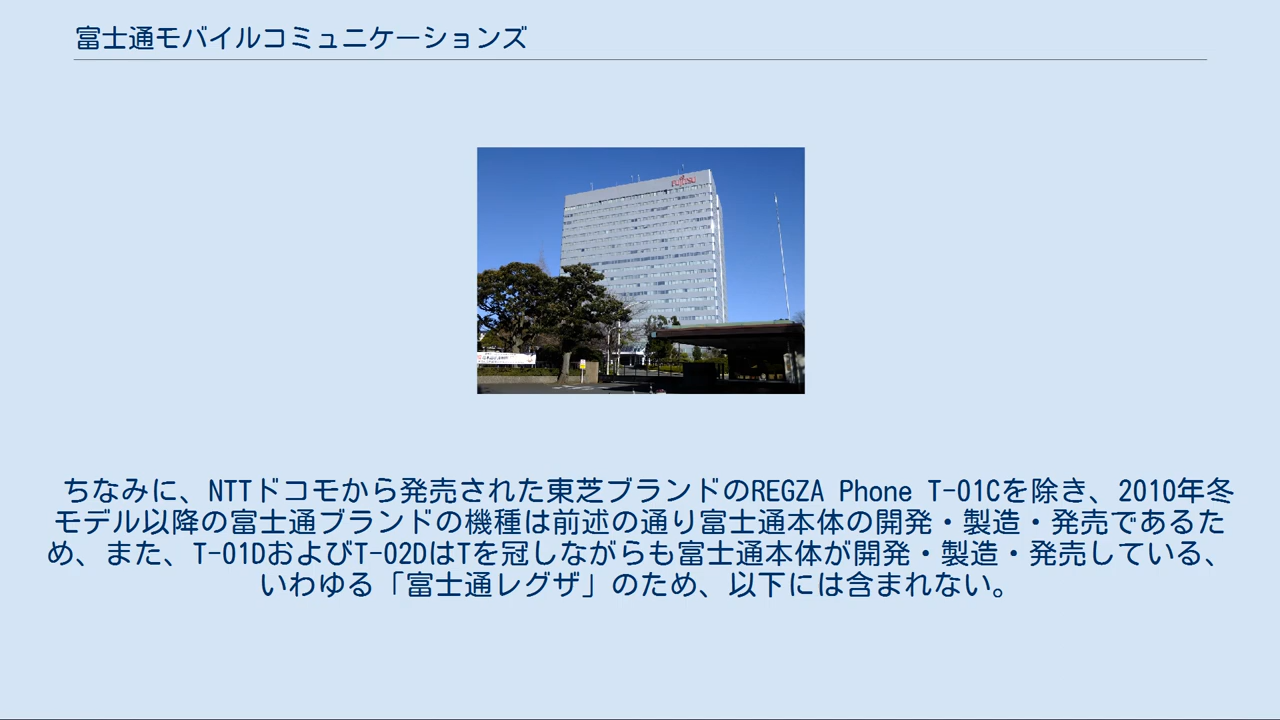 富士通モバイルコミュニケーションズ
FUJITSU
ちなみに、NTTドコモから発売された東芝ブランドのREGZA Phone T-01Cを除き、2010年冬
モデル以降の富士通ブランドの機種は前述の通り富士通本体の開発・製造・発売であるた
め、また、T-01DおよびT-02DはTを冠しながらも富士通本体が開発・製造・発売している、
いわゆる「富士通レグザ」のため、以下には含まれない。